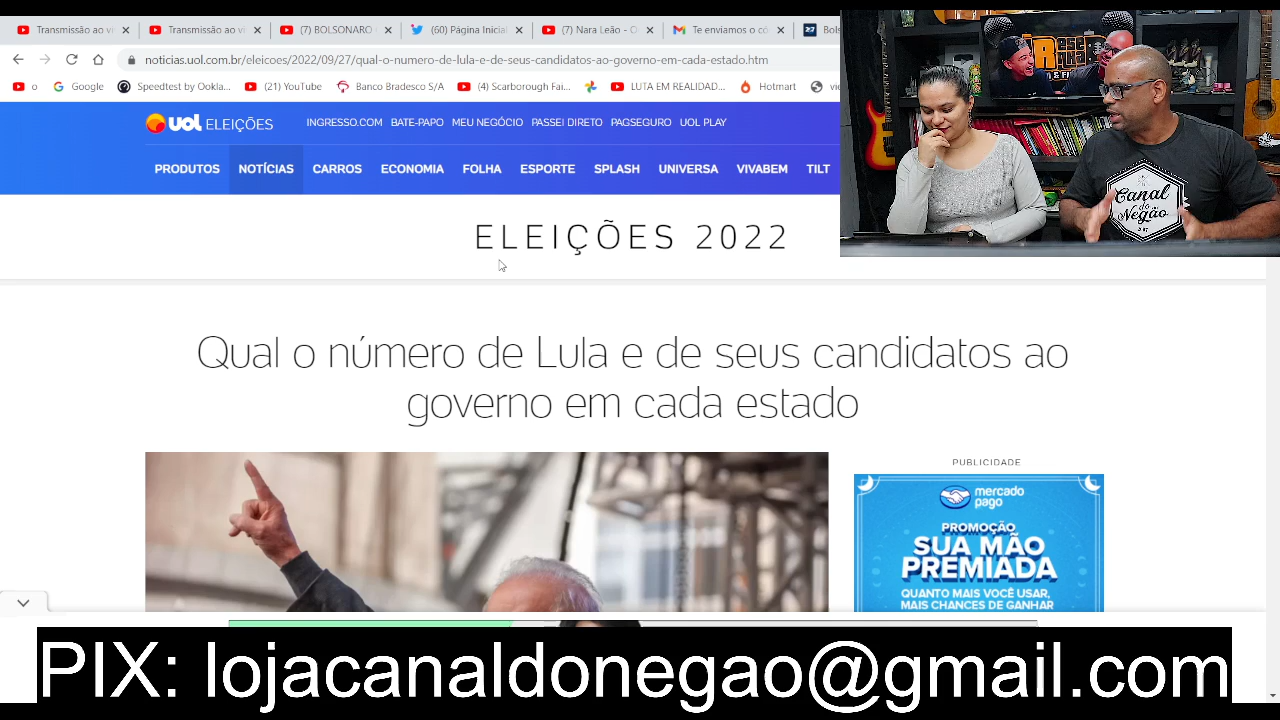 Transmissão ao v
Transmissão ao v
(7) BOLSONARO
(60) Página Inicial
(7) Nara Leão - O
Te enviamos o có
Bols
noticias.uol.com.br/eleicoes/2022/09/27/qual-o-numero-de-lula-e-de-seus-candidatos-ao-governo-em-cada-estado.htm
o
Google
Speedtest by Ookla...
(21) YouTube
Banco Bradesco S/A
(4) Scarborough Fai...
LUTA EM REALIDAD...
Hotmart
vi
Canal
do
Negão
UOL ELEIÇÕES
INGRESSO.COM BATE-PAPO MEU NEGÓCIO PASSEI DIRETO PAGSEGURO UOL PLAY
PRODUTOS NOTÍCIAS CARROS ECONOMIA FOLHA ESPORTE SPLASH UNIVERSA VIVABEM TILT
ELEIÇÕES 2022
Qual o número de Lula e de seus candidatos ao
governo em cada estado
PUBLICIDADE
mercado
pago
PROMOÇÃO
SUA MÃO
PREMIADA
QUANTO MAIS VOCÊ USAR,
MAIS CHANCES DE GANHAR
PIX: lojacanaldonegao@gmail.com